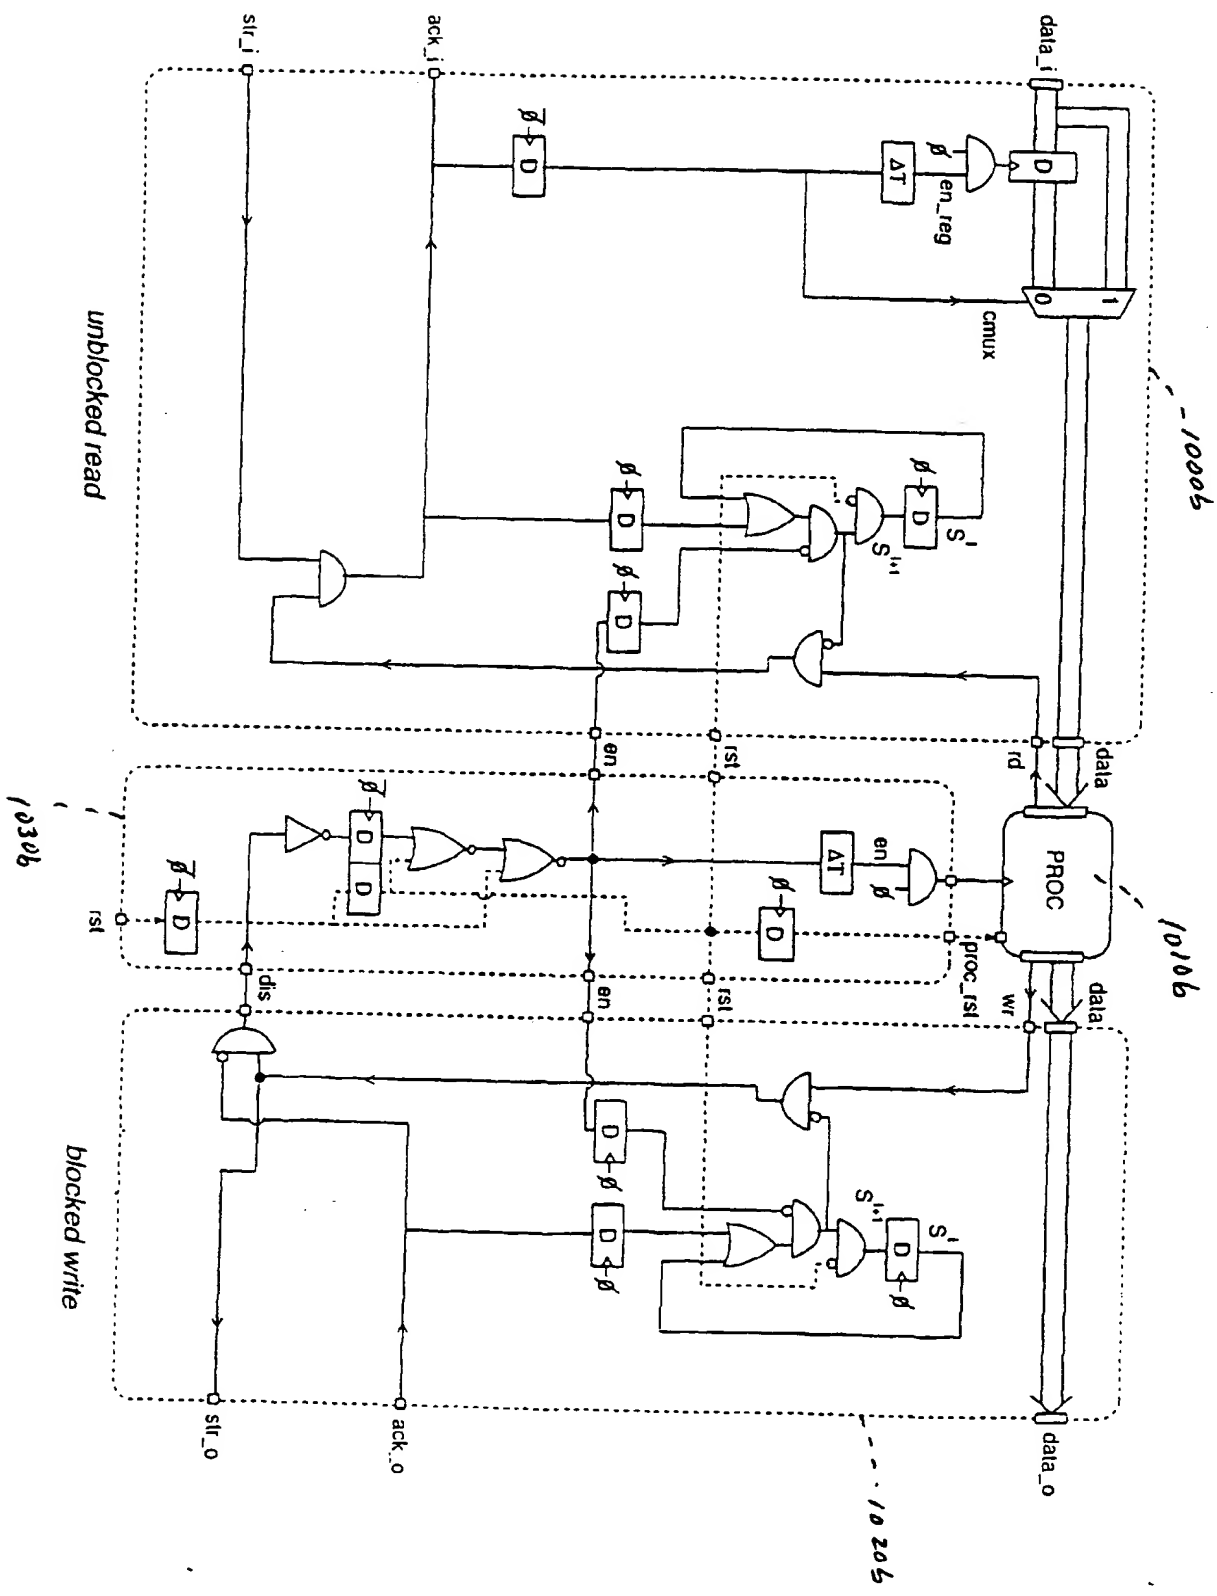 data_i
ack_i
str_i
D
ø
en_reg
ΔT
D
ø̅
0
1
cmux
- 1000b
D
ø
S^i
S^i+1
D
ø
D
ø
unblocked read
rd
data
rst
en
PROC
1010b
en
ø
ΔT
proc_rst
D
ø
D
D
ø̅
D
ø̅
rst
dis
1030b
wr
data
rst
en
D
ø
D
ø
S^i+1
D
ø
S^i
blocked write
data_o
ack_o
str_o
1020b